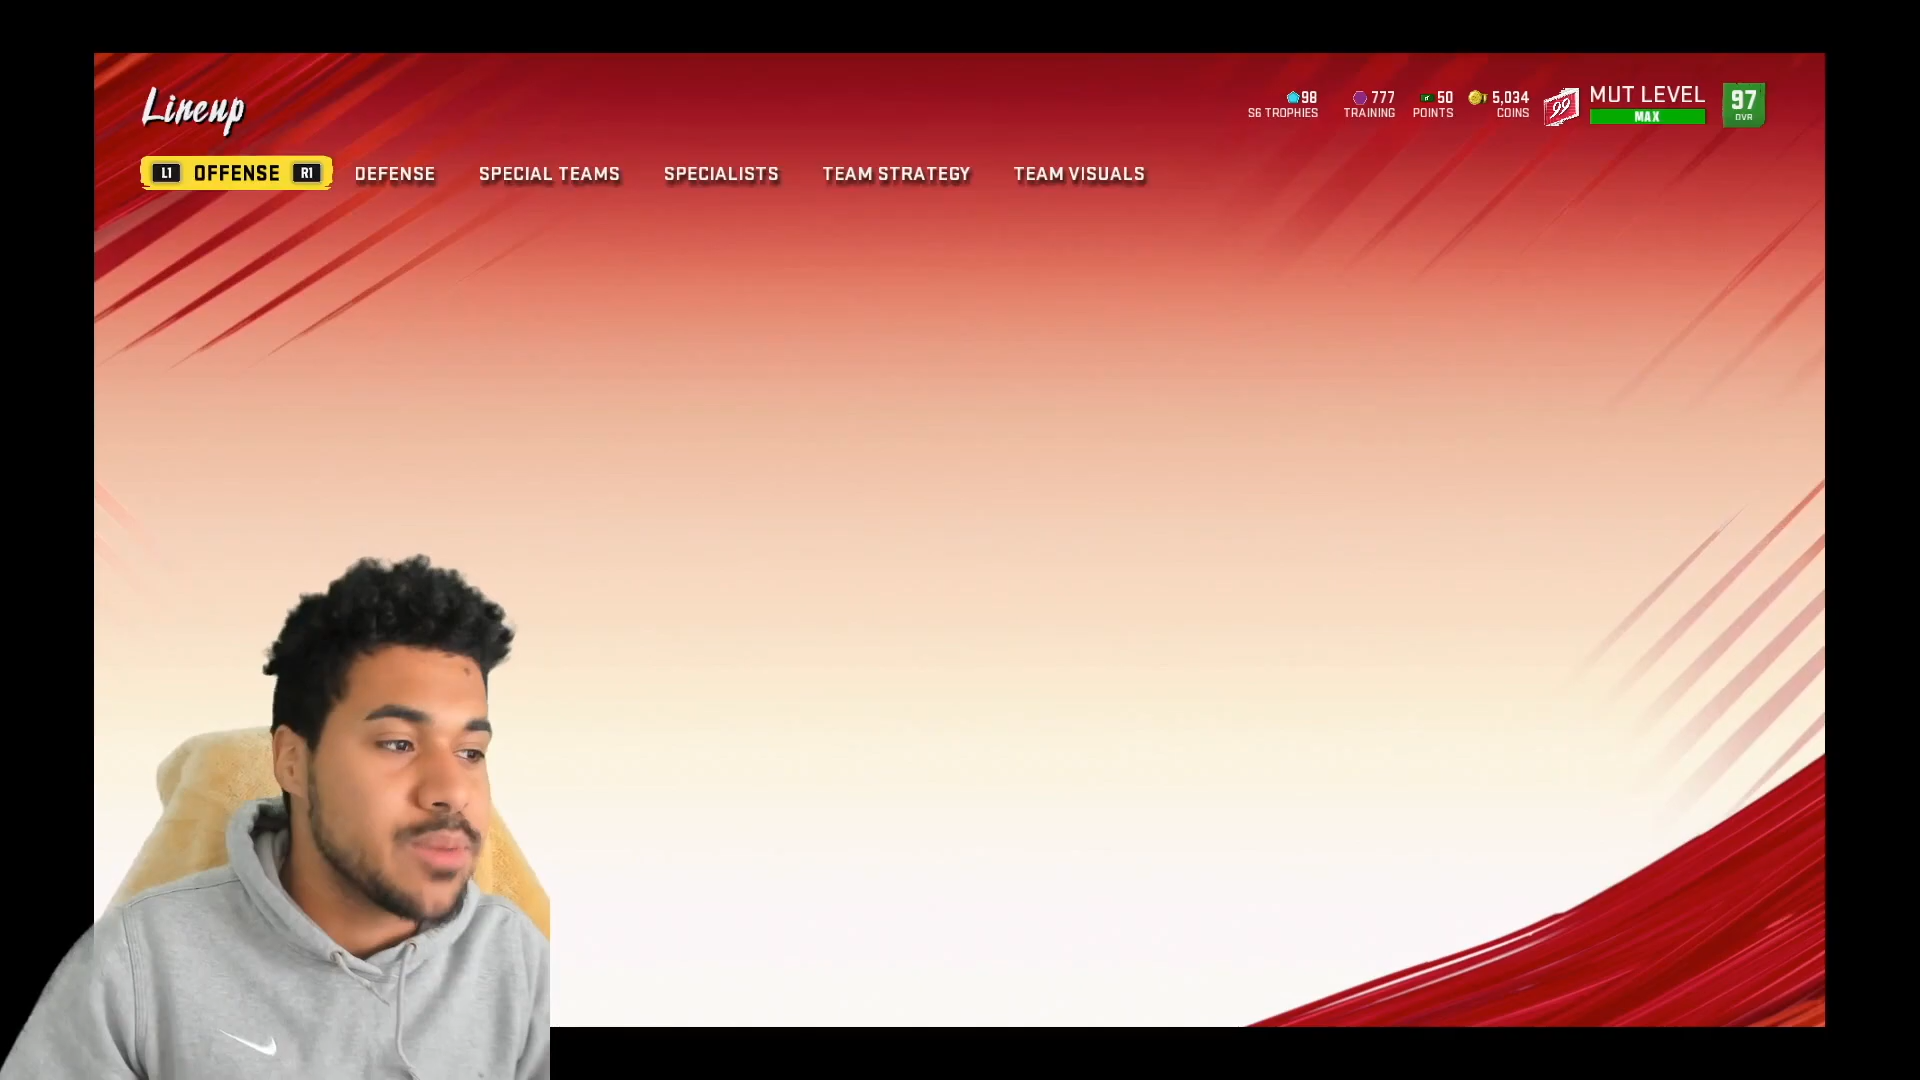 Lineup
98 S6 TROPHIES
777 TRAINING
50 POINTS
5,034 COINS
99
MUT LEVEL
MAX
97 OVR
L1 OFFENSE R1 DEFENSE SPECIAL TEAMS SPECIALISTS TEAM STRATEGY TEAM VISUALS